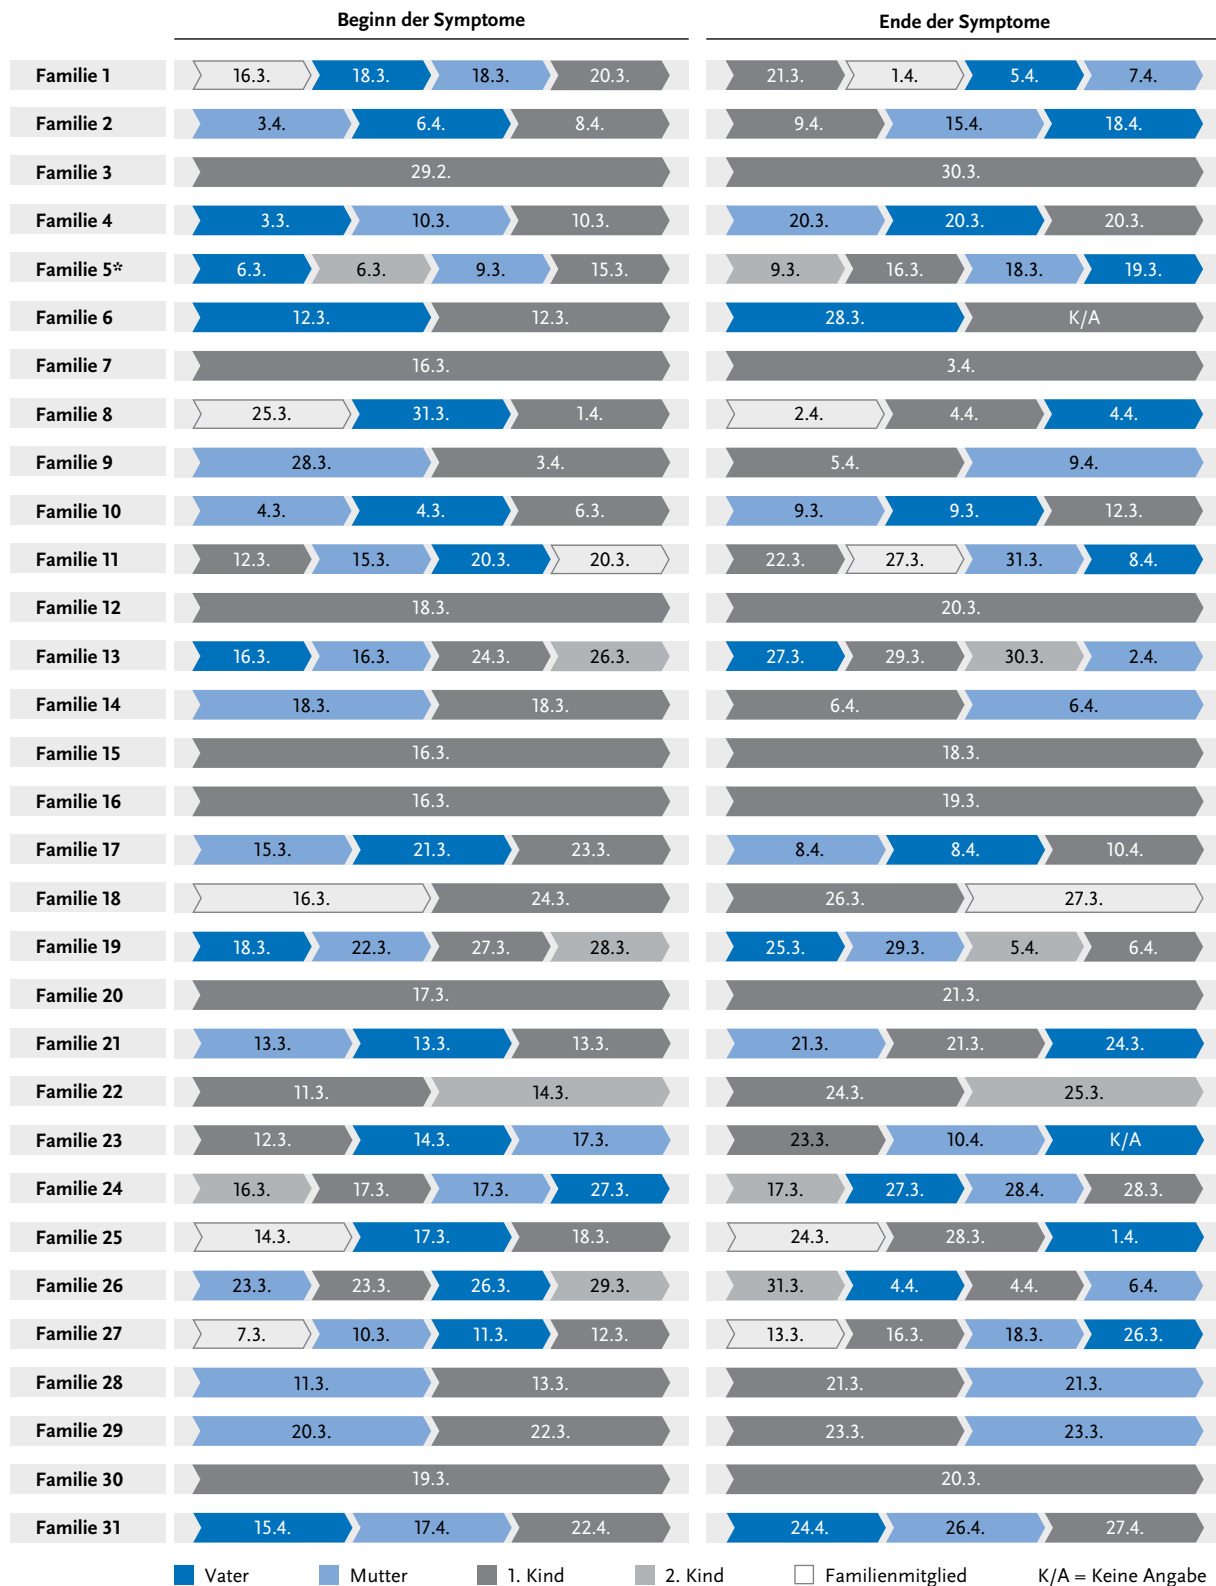 Beginn der Symptome Ende der Symptome
Familie 1 16.3. 18.3. 18.3. 20.3. 21.3. 1.4. 5.4. 7.4.
Familie 2 3.4. 6.4. 8.4. 9.4. 15.4. 18.4.
Familie 3 29.2. 30.3.
Familie 4 3.3. 10.3. 10.3. 20.3. 20.3. 20.3.
Familie 5* 6.3. 6.3. 9.3. 15.3. 9.3. 16.3. 18.3. 19.3.
Familie 6 12.3. 12.3. 28.3. K/A
Familie 7 16.3. 3.4.
Familie 8 25.3. 31.3. 1.4. 2.4. 4.4. 4.4.
Familie 9 28.3. 3.4. 5.4. 9.4.
Familie 10 4.3. 4.3. 6.3. 9.3. 9.3. 12.3.
Familie 11 12.3. 15.3. 20.3. 20.3. 22.3. 27.3. 31.3. 8.4.
Familie 12 18.3. 20.3.
Familie 13 16.3. 16.3. 24.3. 26.3. 27.3. 29.3. 30.3. 2.4.
Familie 14 18.3. 18.3. 6.4. 6.4.
Familie 15 16.3. 18.3.
Familie 16 16.3. 19.3.
Familie 17 15.3. 21.3. 23.3. 8.4. 8.4. 10.4.
Familie 18 16.3. 24.3. 26.3. 27.3.
Familie 19 18.3. 22.3. 27.3. 28.3. 25.3. 29.3. 5.4. 6.4.
Familie 20 17.3. 21.3.
Familie 21 13.3. 13.3. 13.3. 21.3. 21.3. 24.3.
Familie 22 11.3. 14.3. 24.3. 25.3.
Familie 23 12.3. 14.3. 17.3. 23.3. 10.4. K/A
Familie 24 16.3. 17.3. 17.3. 27.3. 17.3. 27.3. 28.4. 28.3.
Familie 25 14.3. 17.3. 18.3. 24.3. 28.3. 1.4.
Familie 26 23.3. 23.3. 26.3. 29.3. 31.3. 4.4. 4.4. 6.4.
Familie 27 7.3. 10.3. 11.3. 12.3. 13.3. 16.3. 18.3. 26.3.
Familie 28 11.3. 13.3. 21.3. 21.3.
Familie 29 20.3. 22.3. 23.3. 23.3.
Familie 30 19.3. 20.3.
Familie 31 15.4. 17.4. 22.4. 24.4. 26.4. 27.4.
Vater Mutter 1. Kind 2. Kind Familienmitglied K/A = Keine Angabe